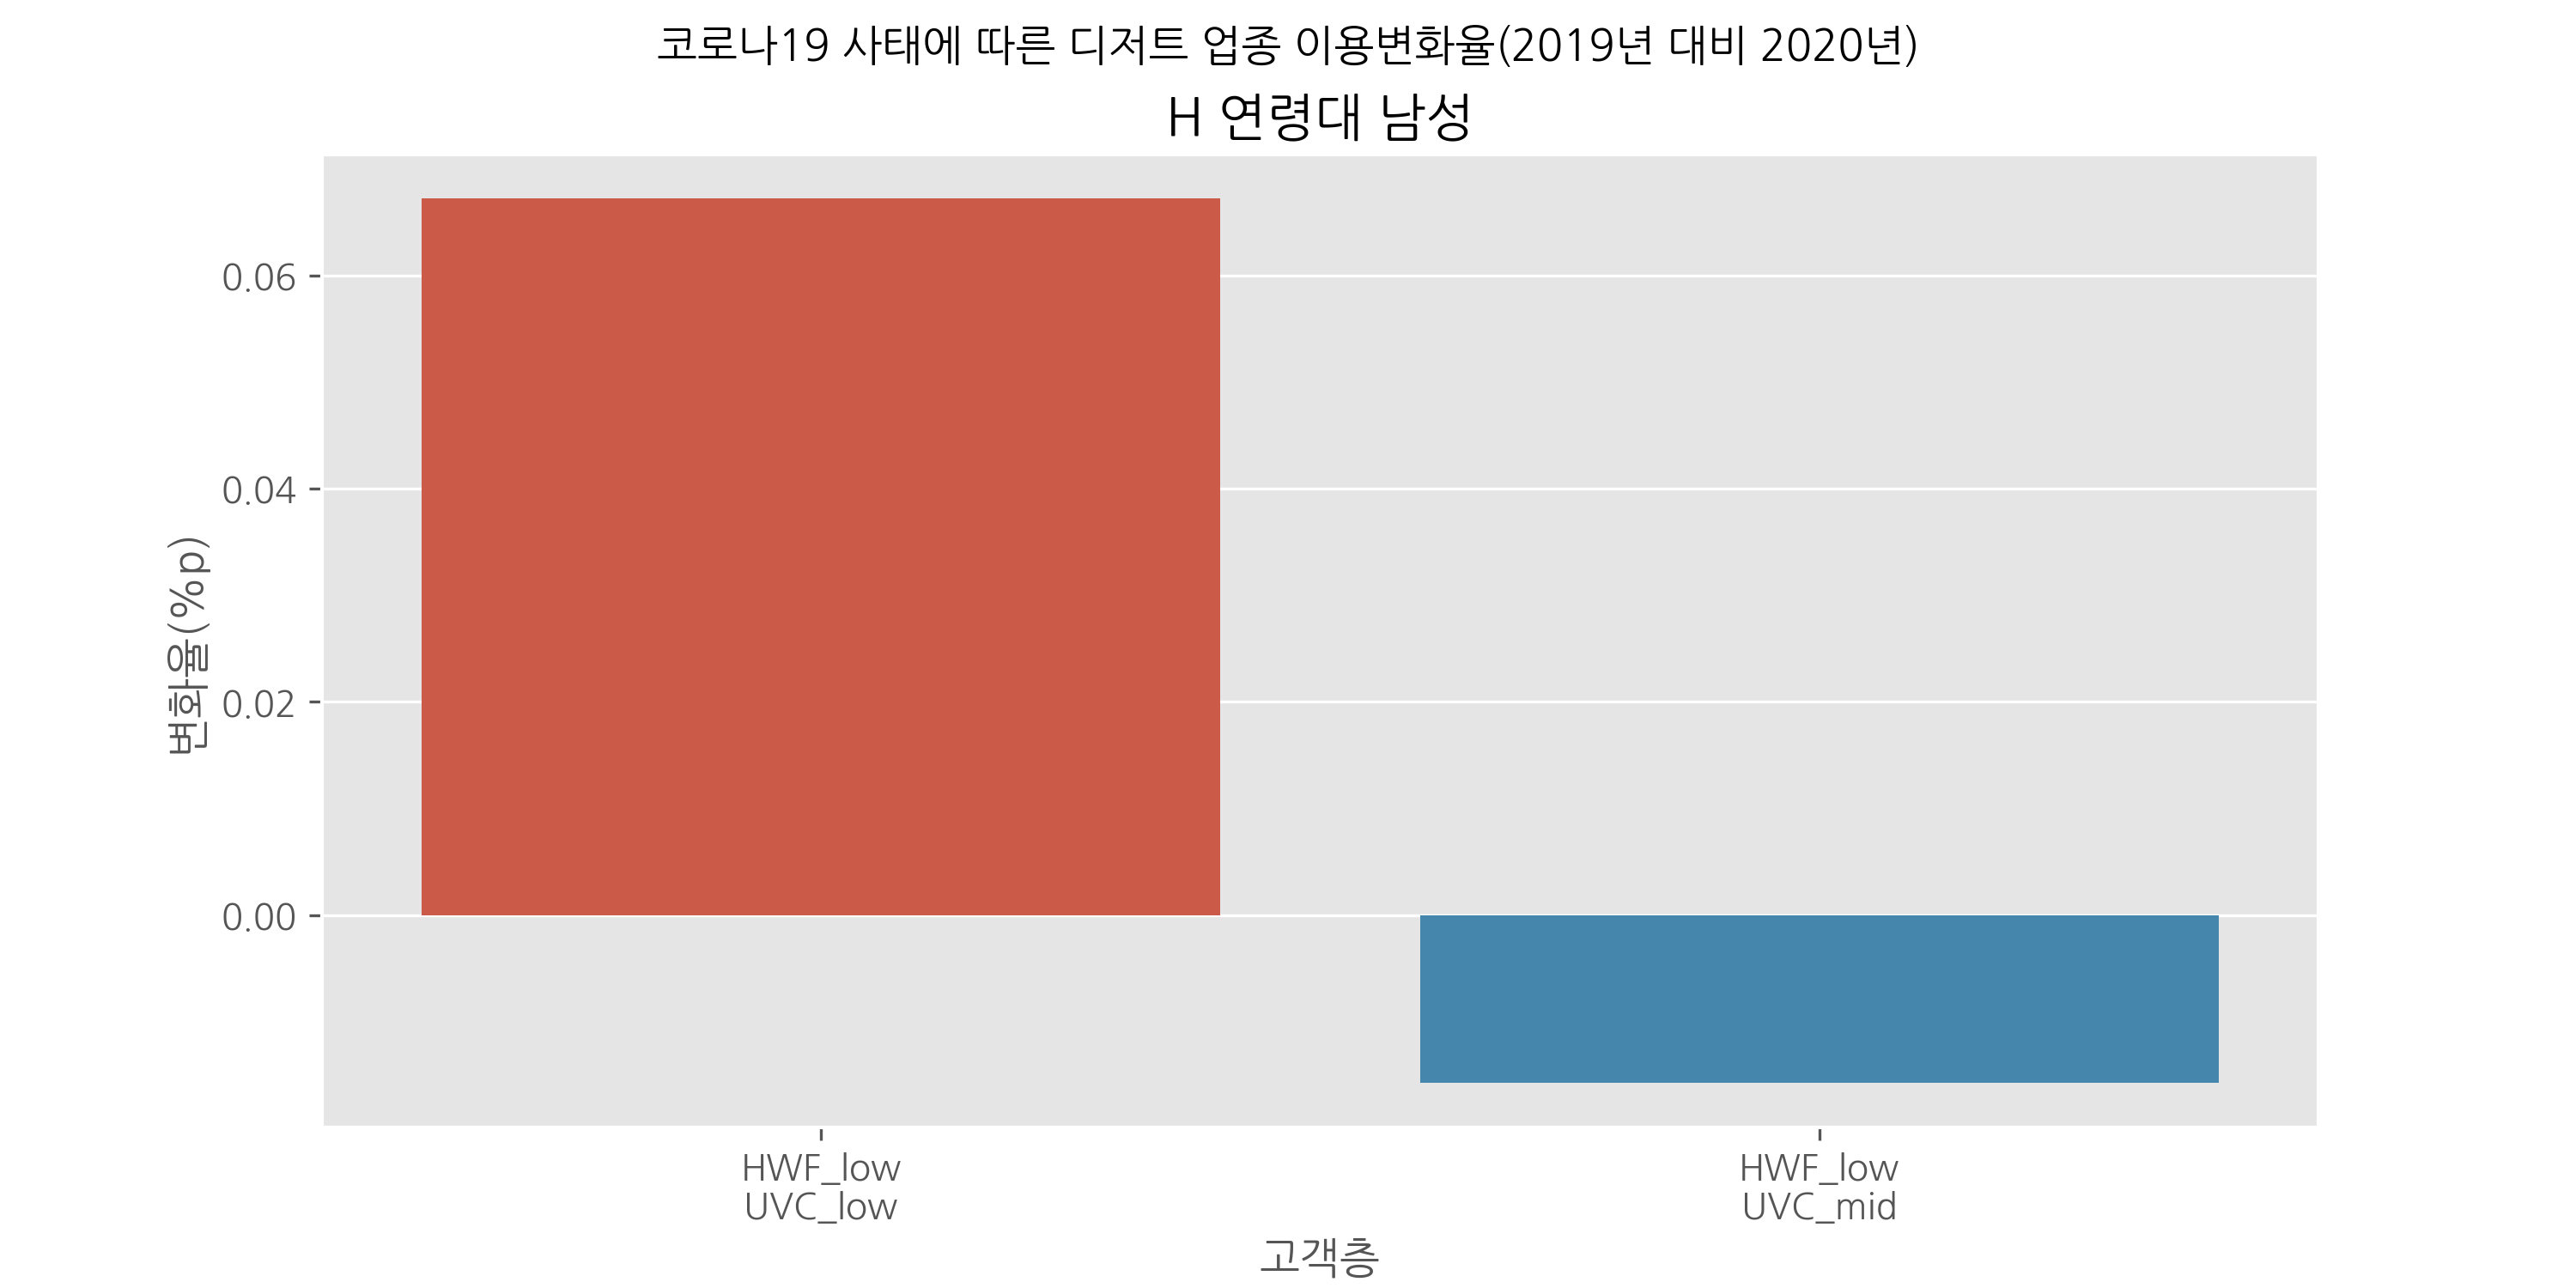 코로나19 사태에 따른 디저트 업종 이용변화율(2019년 대비 2020년)
H 연령대 남성
변화율(%p)
0.06
0.04
0.02
0.00
HWF_low
UVC_low
HWF_low
UVC_mid
고객층